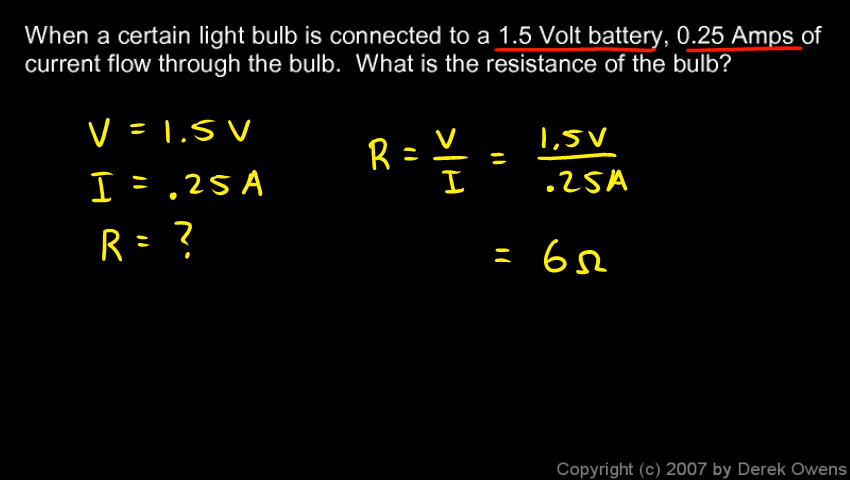 When a certain light bulb is connected to a 1.5 Volt battery, 0.25 Amps of
current flow through the bulb.  What is the resistance of the bulb?
V = 1.5 V
I = .25 A
R = ?
R = V/I = 1.5V/.25A
= 6Ω
Copyright (c) 2007 by Derek Owens